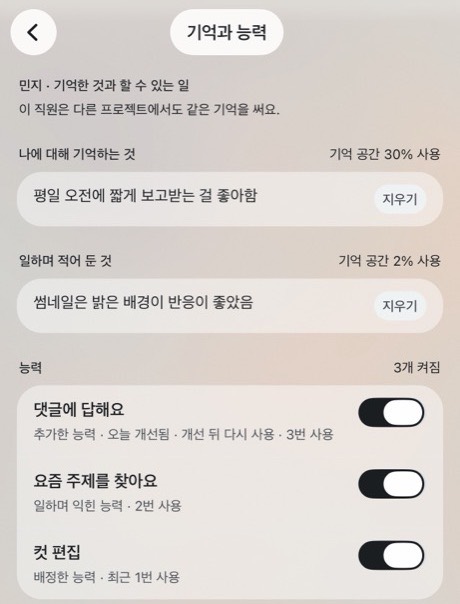 기억과 능력
민지 · 기억한 것과 할 수 있는 일
이 직원은 다른 프로젝트에서도 같은 기억을 써요.
나에 대해 기억하는 것 기억 공간 30% 사용
평일 오전에 짧게 보고받는 걸 좋아함 지우기
일하며 적어 둔 것 기억 공간 2% 사용
썸네일은 밝은 배경이 반응이 좋았음 지우기
능력 3개 켜짐
댓글에 답해요
추가한 능력 · 오늘 개선됨 · 개선 뒤 다시 사용 · 3번 사용
요즘 주제를 찾아요
일하며 익힌 능력 · 2번 사용
컷 편집
배정한 능력 · 최근 1번 사용